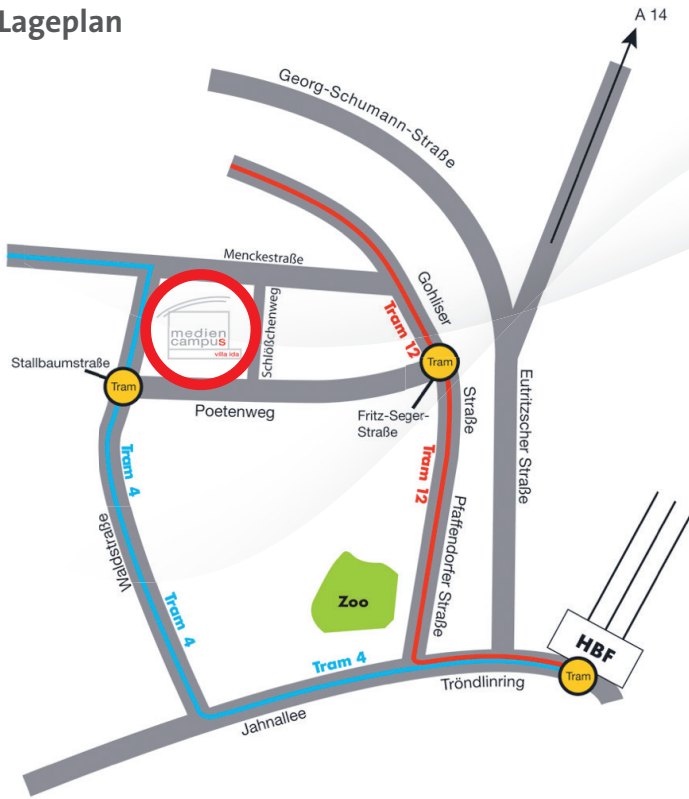 Lageplan
A 14
Georg-Schumann-Straße
Menckestraße
Gohliser
Tram 12
Schlößchenweg
medien
campus
villa ida
Stallbaumstraße
Tram
Tram
Poetenweg
Fritz-Seger-
Straße
Straße
Eutritzscher Straße
Tram 4
Tram 12
Waldstraße
Pfaffendorfer Straße
Zoo
Tram 4
Tram 4
HBF
Tram
Tröndlinring
Jahnallee